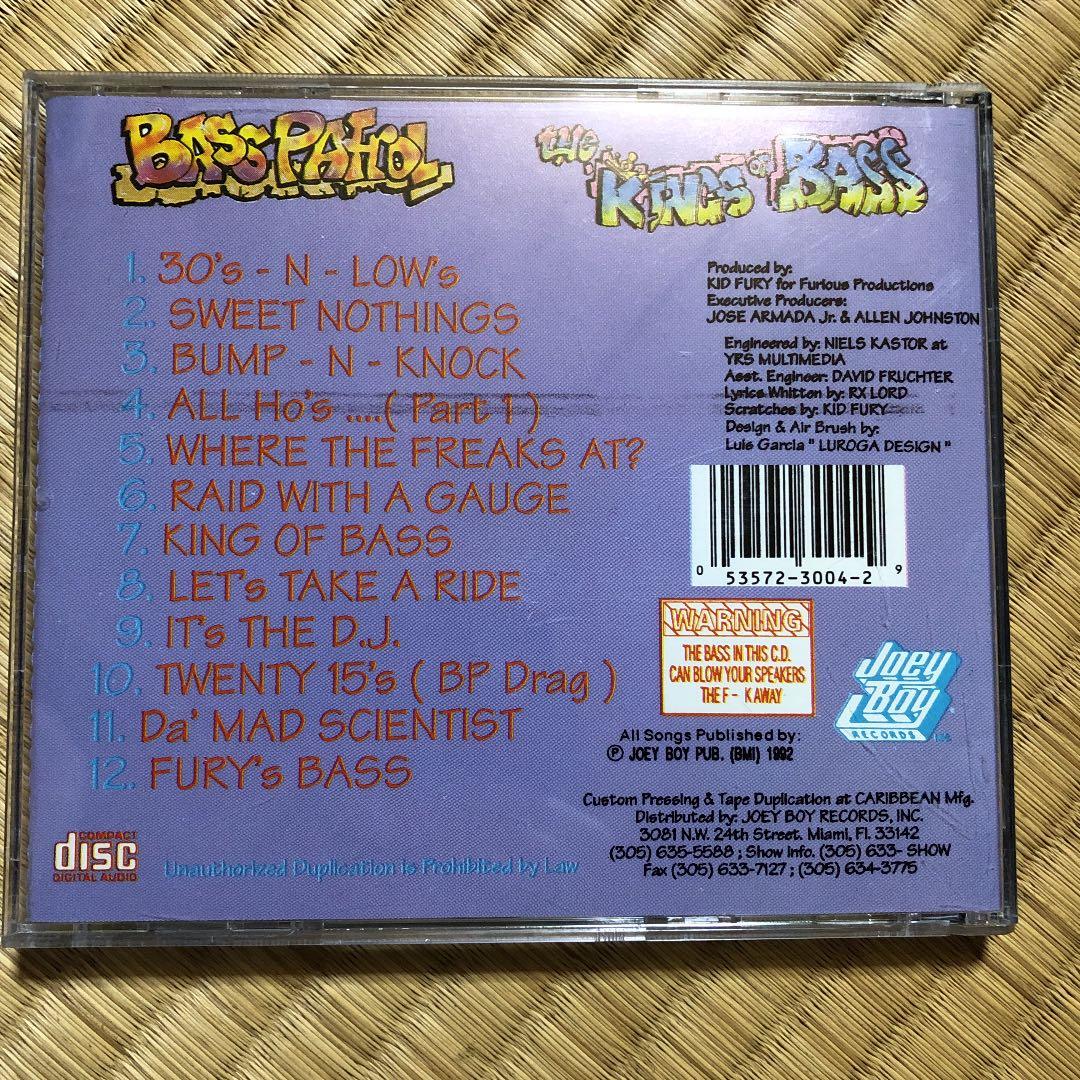 BASS PATROL
THE KINGS OF BASS
1. 30's - N - LOW's
2. SWEET NOTHINGS
3. BUMP - N - KNOCK
4. ALL Ho's ....( Part 1 )
5. WHERE THE FREAKS AT?
6. RAID WITH A GAUGE
7. KING OF BASS
8. LET's TAKE A RIDE
9. IT's THE D.J.
10. TWENTY 15's ( BP Drag )
11. Da' MAD SCIENTIST
12. FURY's BASS
Produced by:
KID FURY for Furious Productions
Executive Producers:
JOSE ARMADA Jr. & ALLEN JOHNSTON
Engineered by: NIELS KASTOR at
YRS MULTIMEDIA
Asst. Engineer: DAVID FRUCHTER
Lyrics Whitten by: RX LORD
Scratches by: KID FURY
Design & Air Brush by:
Luis Garcia " LUROGA DESIGN "
0 53572-3004-2 9
WARNING
THE BASS IN THIS C.D.
CAN BLOW YOUR SPEAKERS
THE F - K AWAY
Joey
Boy
RECORDS Inc.
All Songs Published by:
℗ JOEY BOY PUB. (BMI) 1992
Custom Pressing & Tape Duplication at CARIBBEAN Mfg.
Distributed by: JOEY BOY RECORDS, INC.
3081 N.W. 24th Street. Miami, Fl. 33142
(305) 635-5588 ; Show Info. (305) 633- SHOW
Fax (305) 633-7127 ; (305) 634-3775
COMPACT
disc
DIGITAL AUDIO
Unauthorized Duplication is Prohibited by Law